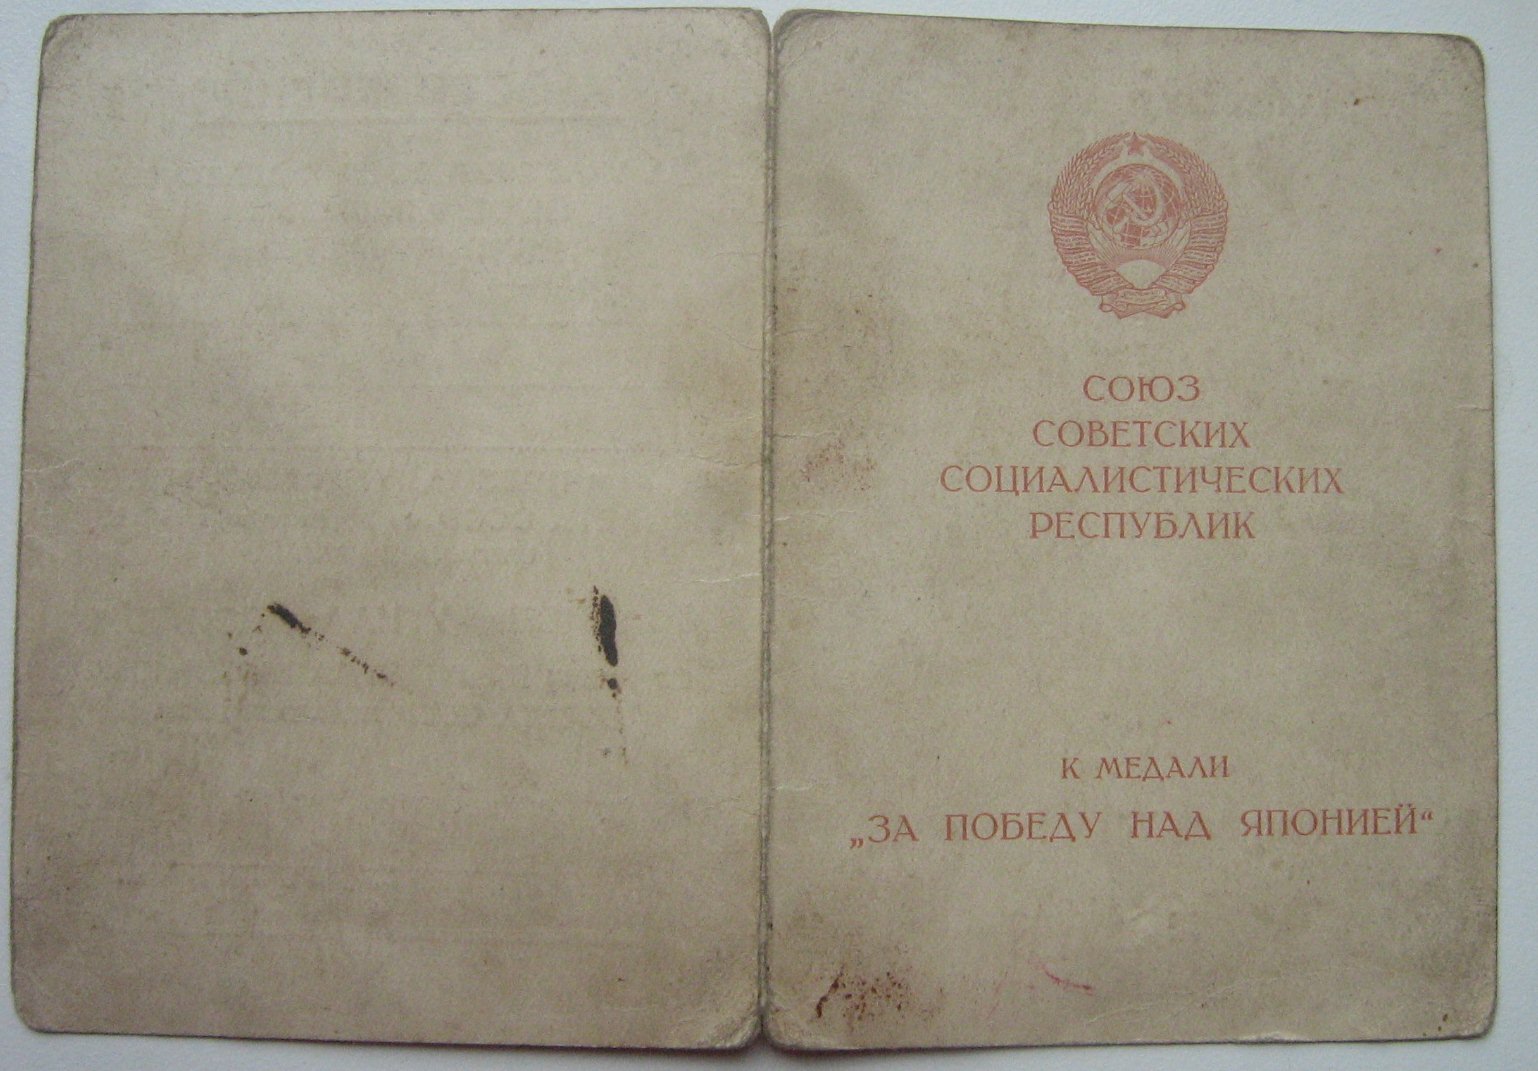 СОЮЗ
СОВЕТСКИХ
СОЦИАЛИСТИЧЕСКИХ
РЕСПУБЛИК
К МЕДАЛИ
„ЗА ПОБЕДУ НАД ЯПОНИЕЙ“